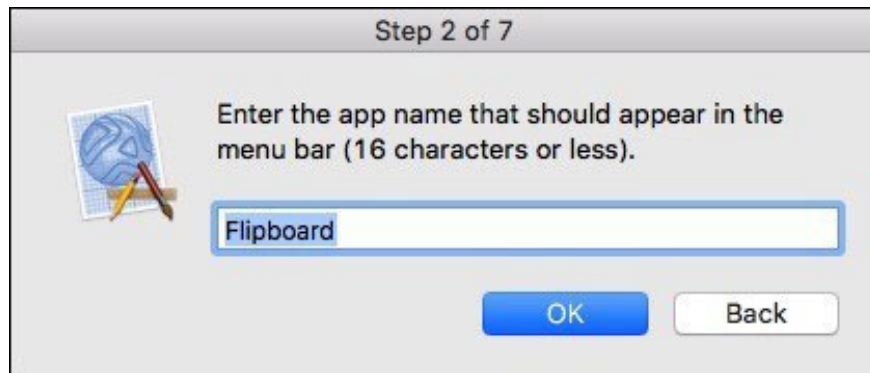 Step 2 of 7
Enter the app name that should appear in the
menu bar (16 characters or less).
Flipboard
OK
Back